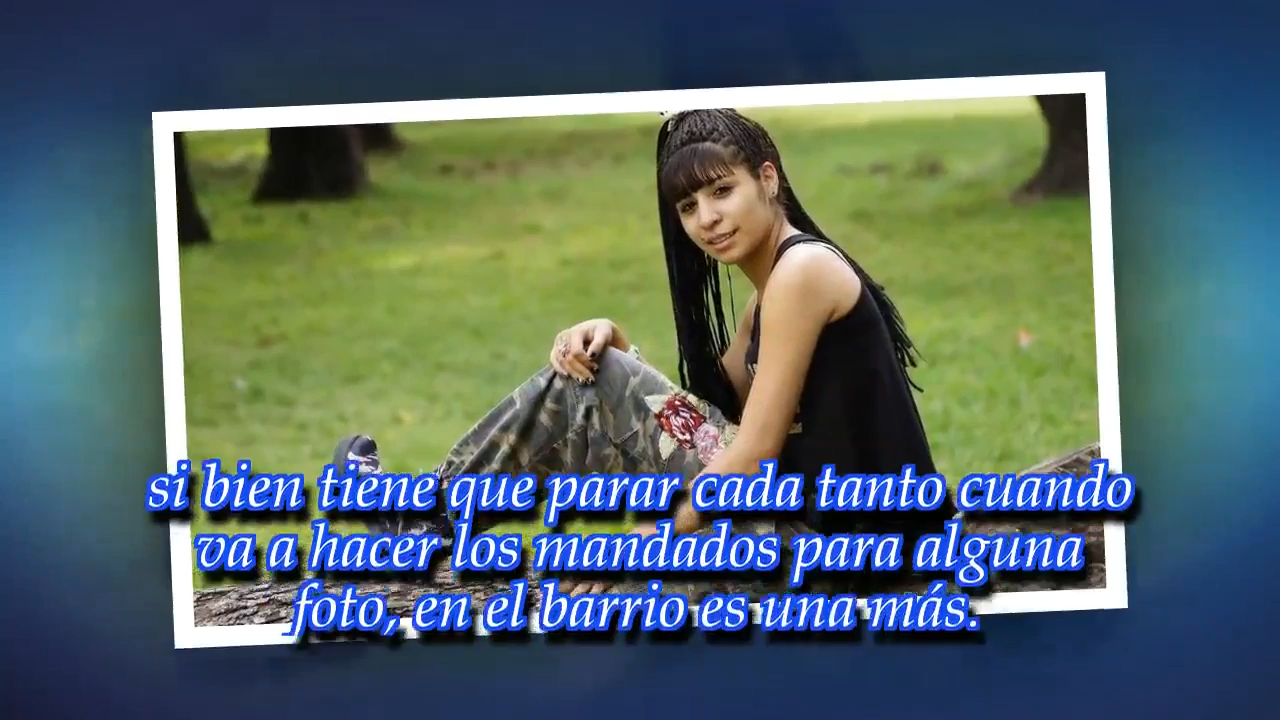 si bien tiene que parar cada tanto cuando
va a hacer los mandados para alguna
foto, en el barrio es una más.